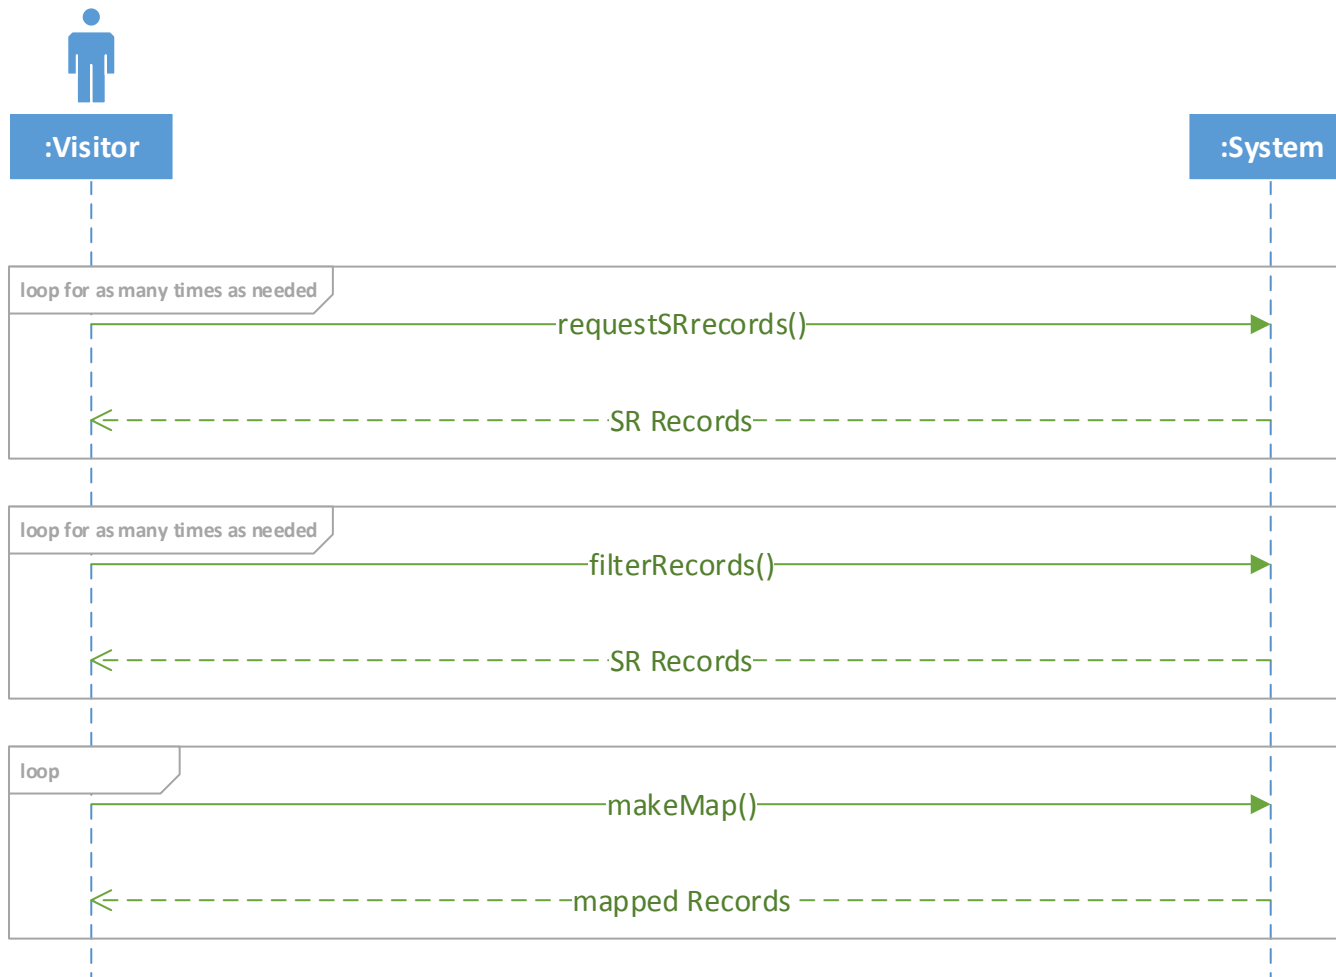 :Visitor
:System
loop for as many times as needed
requestSRrecords()
SR Records
loop for as many times as needed
filterRecords()
SR Records
loop
makeMap()
mapped Records